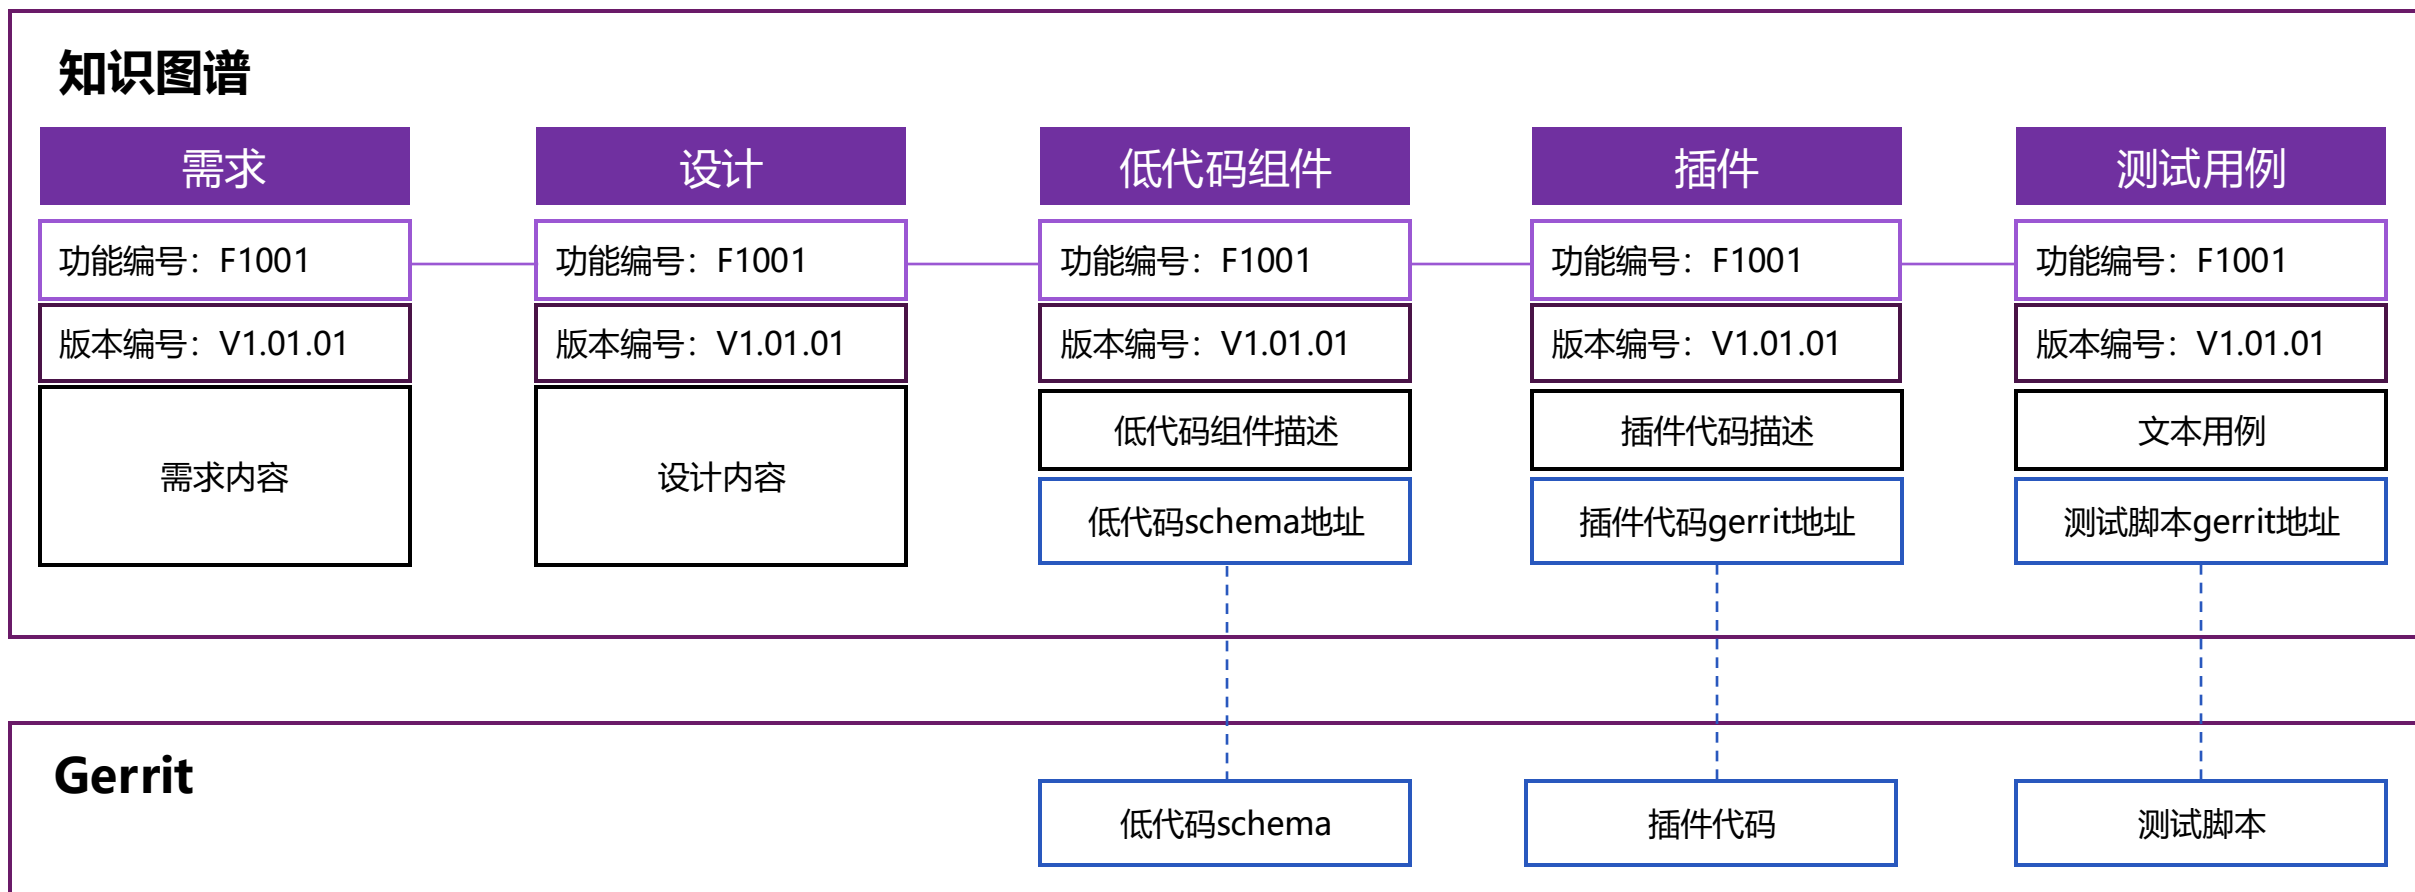 知识图谱
需求
设计
低代码组件
插件
测试用例
功能编号：F1001
功能编号：F1001
功能编号：F1001
功能编号：F1001
功能编号：F1001
版本编号：V1.01.01
版本编号：V1.01.01
版本编号：V1.01.01
版本编号：V1.01.01
版本编号：V1.01.01
需求内容
设计内容
低代码组件描述
插件代码描述
文本用例
低代码schema地址
插件代码gerrit地址
测试脚本gerrit地址
Gerrit
低代码schema
插件代码
测试脚本